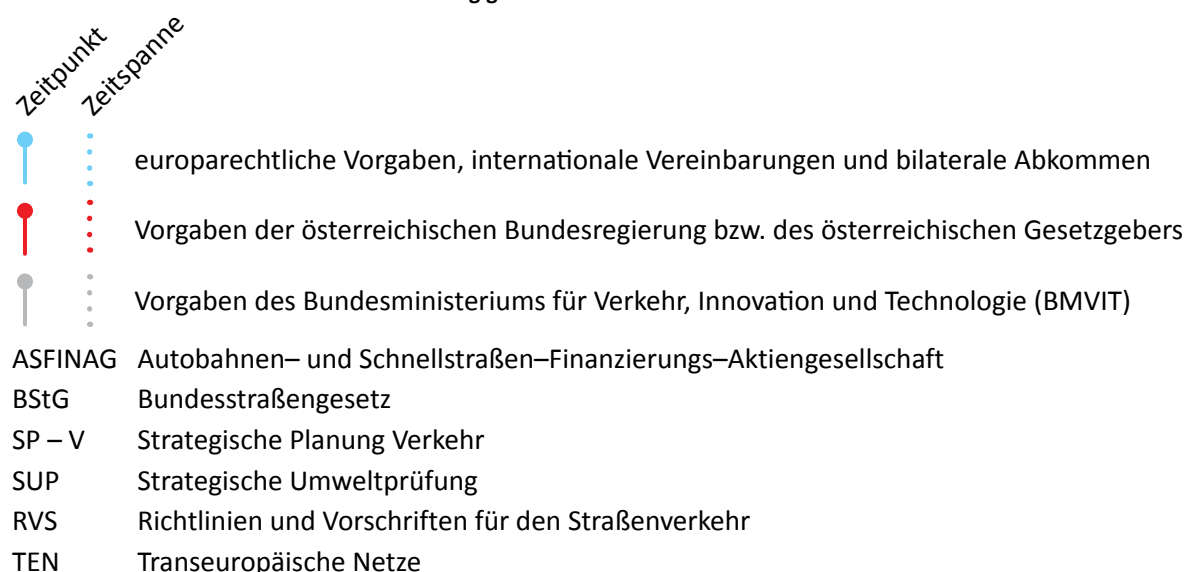 Zeitpunkt
Zeitspanne
europarechtliche Vorgaben, internationale Vereinbarungen und bilaterale Abkommen
Vorgaben der österreichischen Bundesregierung bzw. des österreichischen Gesetzgebers
Vorgaben des Bundesministeriums für Verkehr, Innovation und Technologie (BMVIT)
ASFINAG Autobahnen– und Schnellstraßen–Finanzierungs–Aktiengesellschaft
BStG Bundesstraßengesetz
SP – V Strategische Planung Verkehr
SUP Strategische Umweltprüfung
RVS Richtlinien und Vorschriften für den Straßenverkehr
TEN Transeuropäische Netze